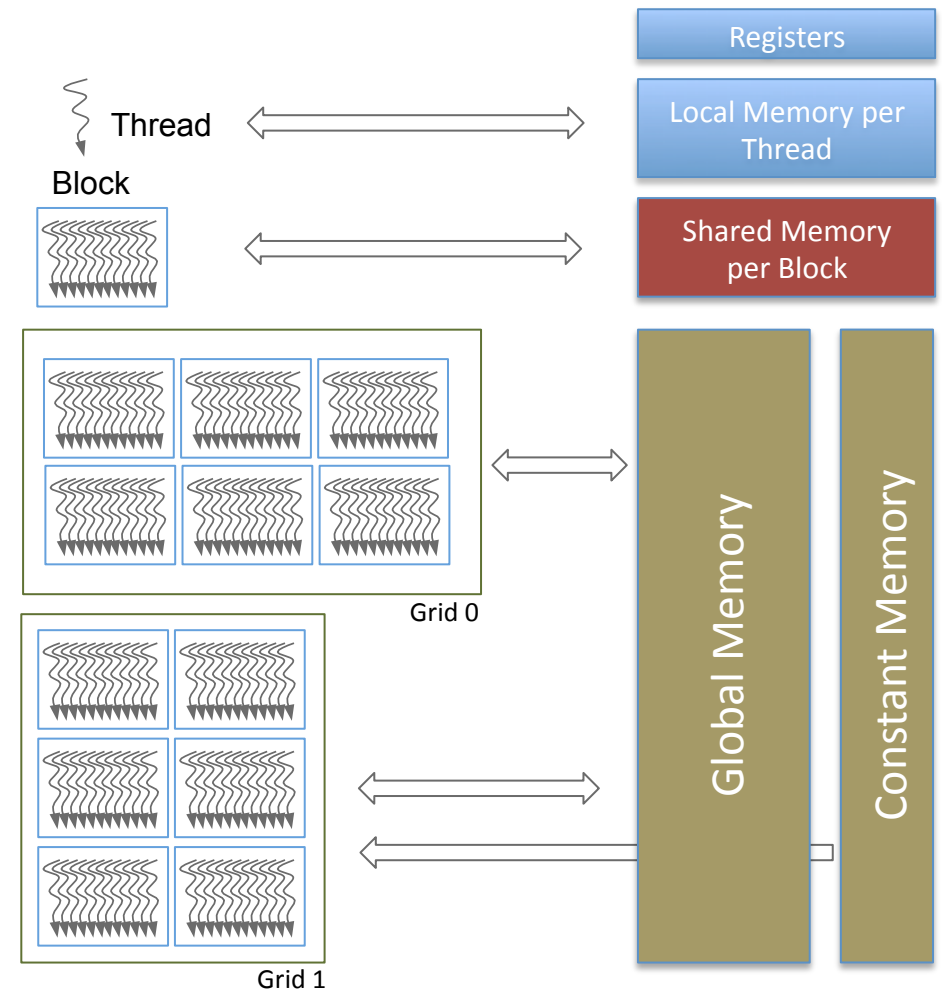 Registers
Thread
Local Memory per
Thread
Block
Shared Memory
per Block
Grid 0
Global Memory
Constant Memory
Grid 1